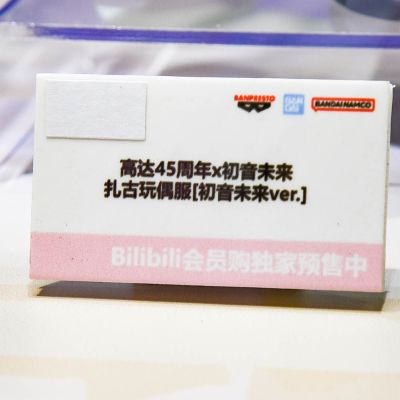 BANPRESTO BANDAI BANDAI NAMCO
高达45周年x初音未来
扎古玩偶服[初音未来ver.]
Bilibili会员购独家预售中